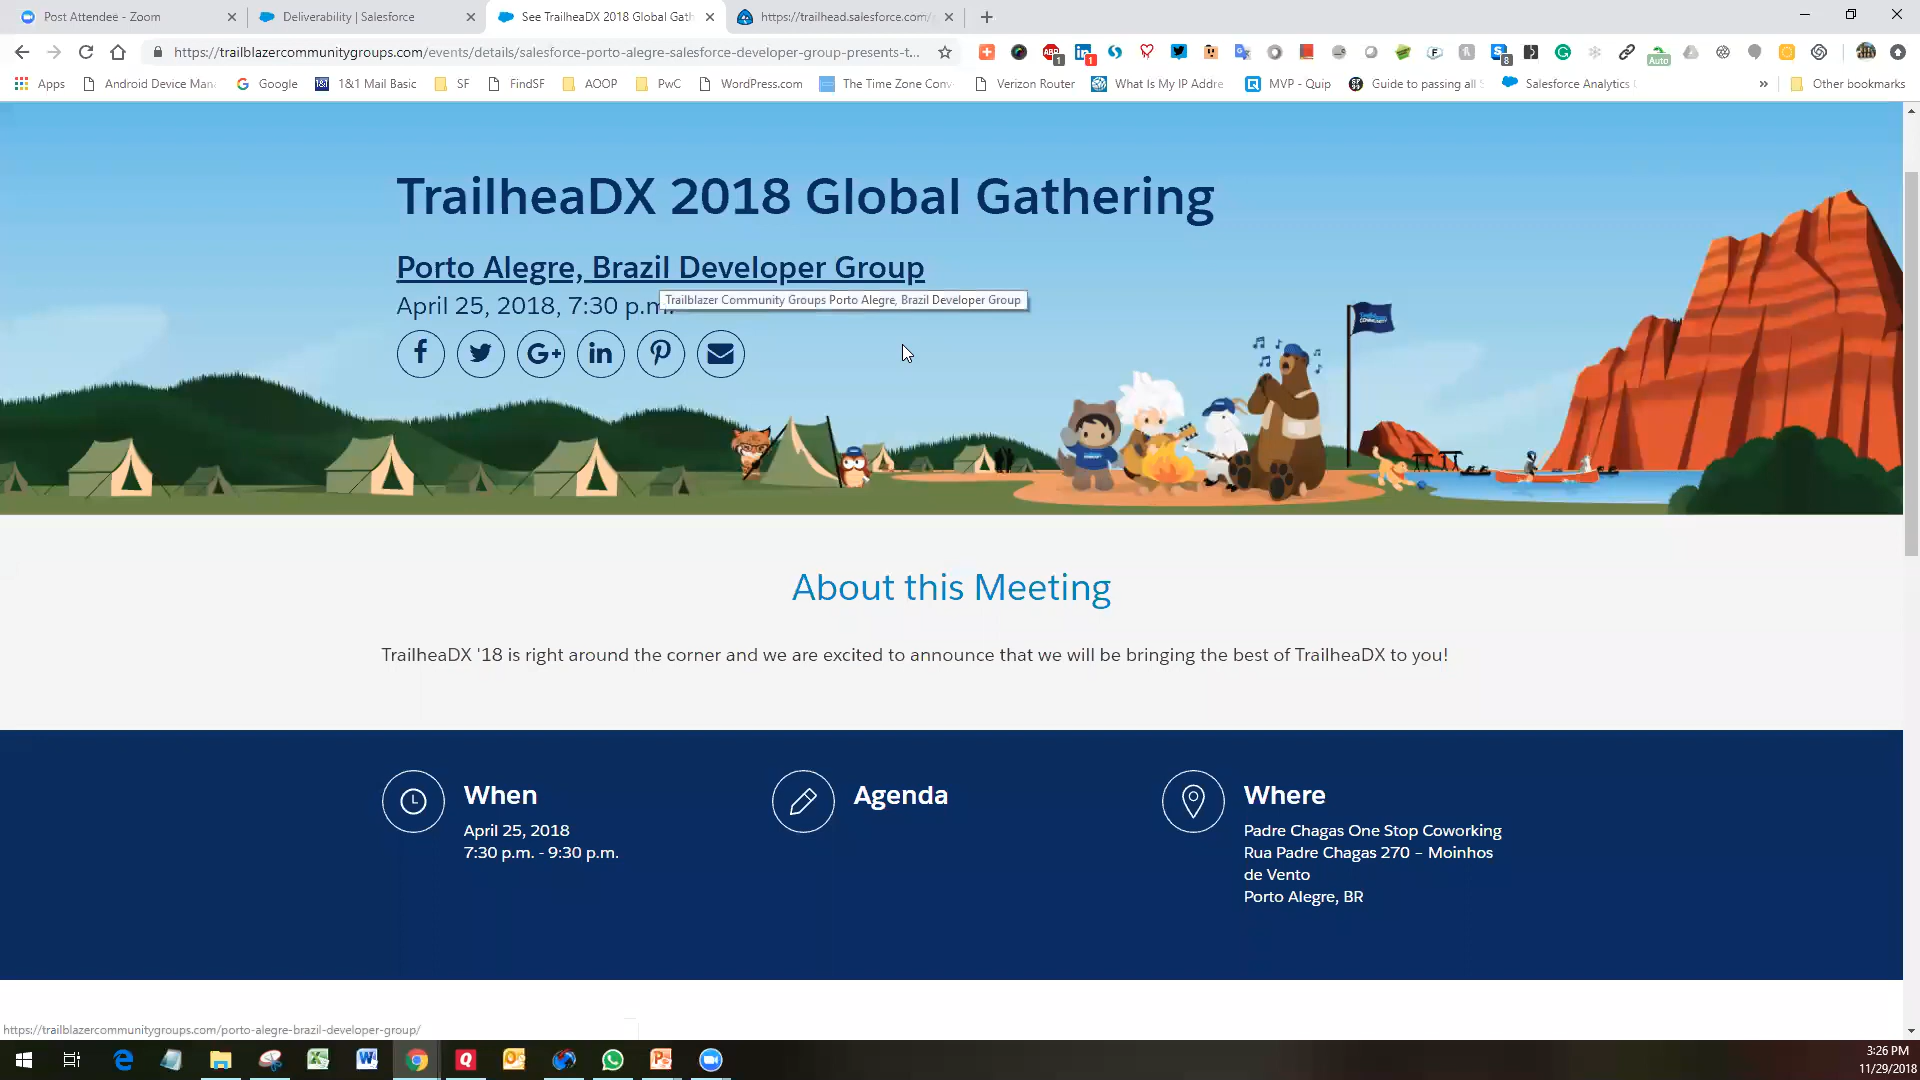 Post Attendee - Zoom
Deliverability | Salesforce
See TrailheaDX 2018 Global Gath
https://trailhead.salesforce.com/
https://trailblazercommunitygroups.com/events/details/salesforce-porto-alegre-salesforce-developer-group-presents-t...
Apps
Android Device Mana
Google
1&1 Mail Basic
SF
FindSF
AOOP
PwC
WordPress.com
The Time Zone Conv
Verizon Router
What Is My IP Addre
MVP - Quip
Guide to passing all
Salesforce Analytics
Other bookmarks
TrailheaDX 2018 Global Gathering
Porto Alegre, Brazil Developer Group
April 25, 2018, 7:30 p.m.
Trailblazer Community Groups Porto Alegre, Brazil Developer Group
About this Meeting
TrailheaDX '18 is right around the corner and we are excited to announce that we will be bringing the best of TrailheaDX to you!
When
April 25, 2018
7:30 p.m. - 9:30 p.m.
Agenda
Where
Padre Chagas One Stop Coworking
Rua Padre Chagas 270 – Moinhos
de Vento
Porto Alegre, BR
https://trailblazercommunitygroups.com/porto-alegre-brazil-developer-group/
3:26 PM
11/29/2018